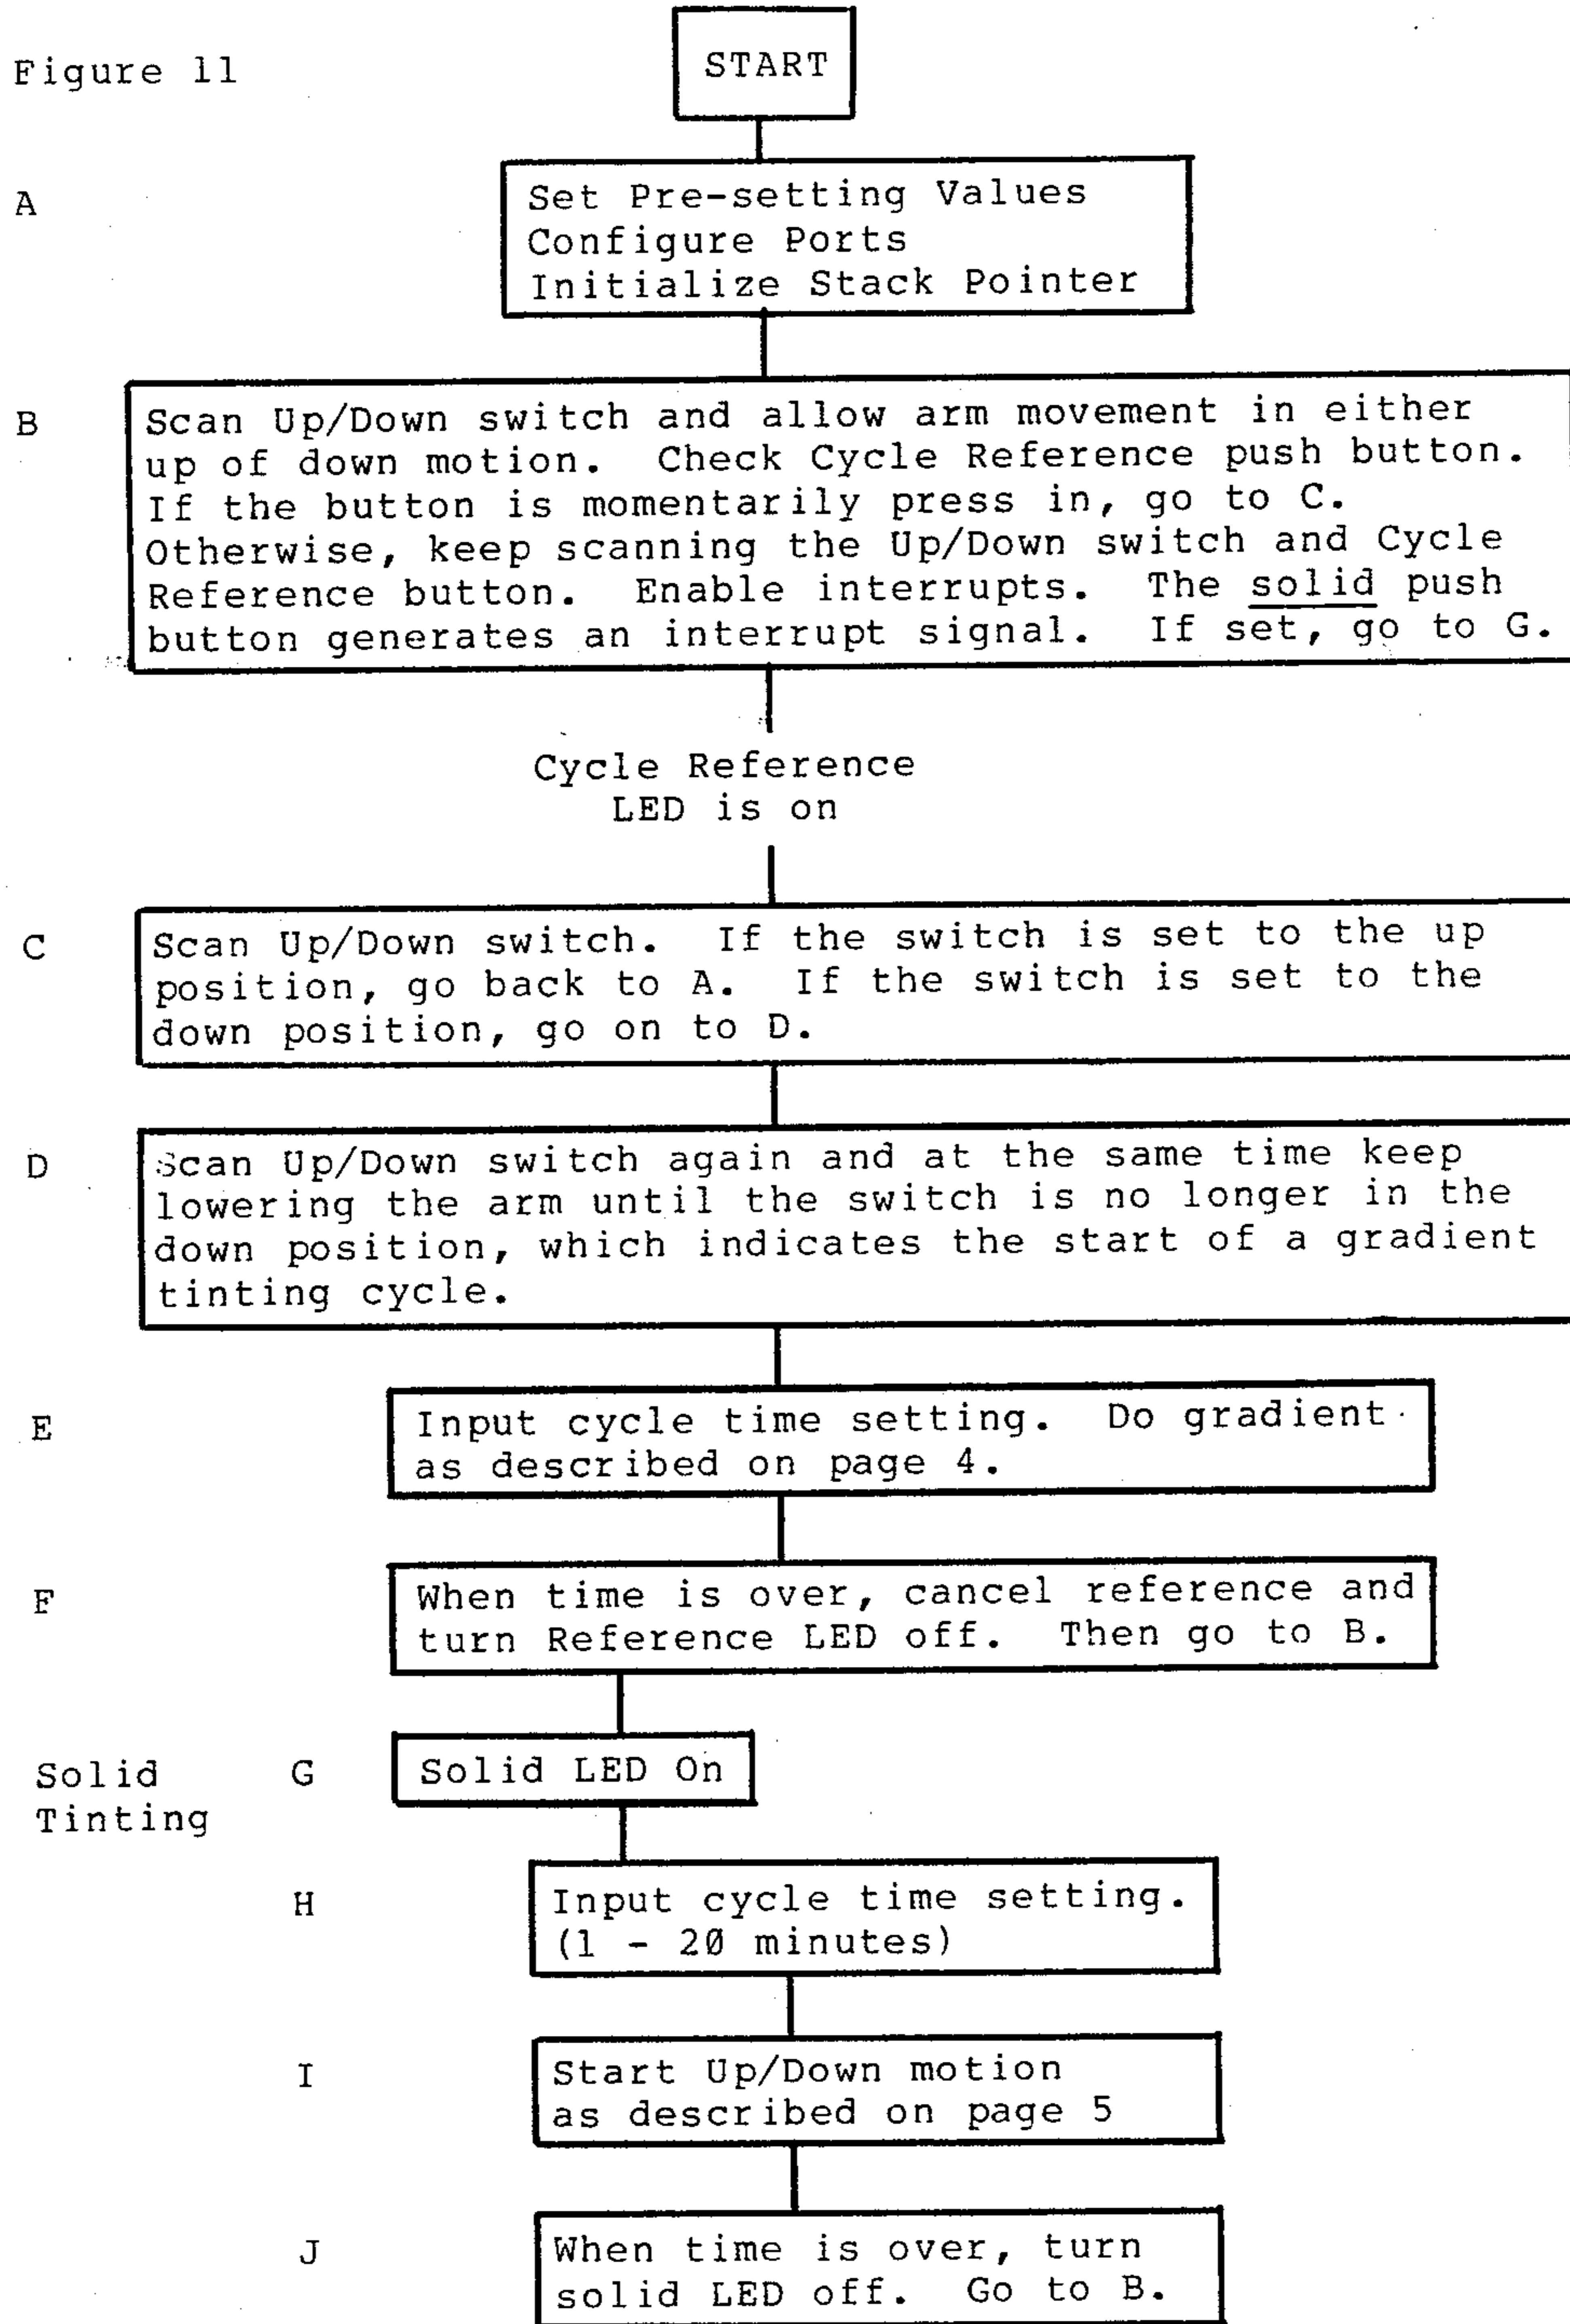 Figure 11
START
A
Set Pre-setting Values
Configure Ports
Initialize Stack Pointer
B
Scan Up/Down switch and allow arm movement in either
up of down motion. Check Cycle Reference push button.
If the button is momentarily press in, go to C.
Otherwise, keep scanning the Up/Down switch and Cycle
Reference button. Enable interrupts. The solid push
button generates an interrupt signal. If set, go to G.
Cycle Reference
LED is on
C
Scan Up/Down switch. If the switch is set to the up
position, go back to A. If the switch is set to the
down position, go on to D.
D
Scan Up/Down switch again and at the same time keep
lowering the arm until the switch is no longer in the
down position, which indicates the start of a gradient
tinting cycle.
E
Input cycle time setting. Do gradient
as described on page 4.
F
When time is over, cancel reference and
turn Reference LED off. Then go to B.
Solid
Tinting
G
Solid LED On
H
Input cycle time setting.
(1 - 20 minutes)
I
Start Up/Down motion
as described on page 5
J
When time is over, turn
solid LED off. Go to B.